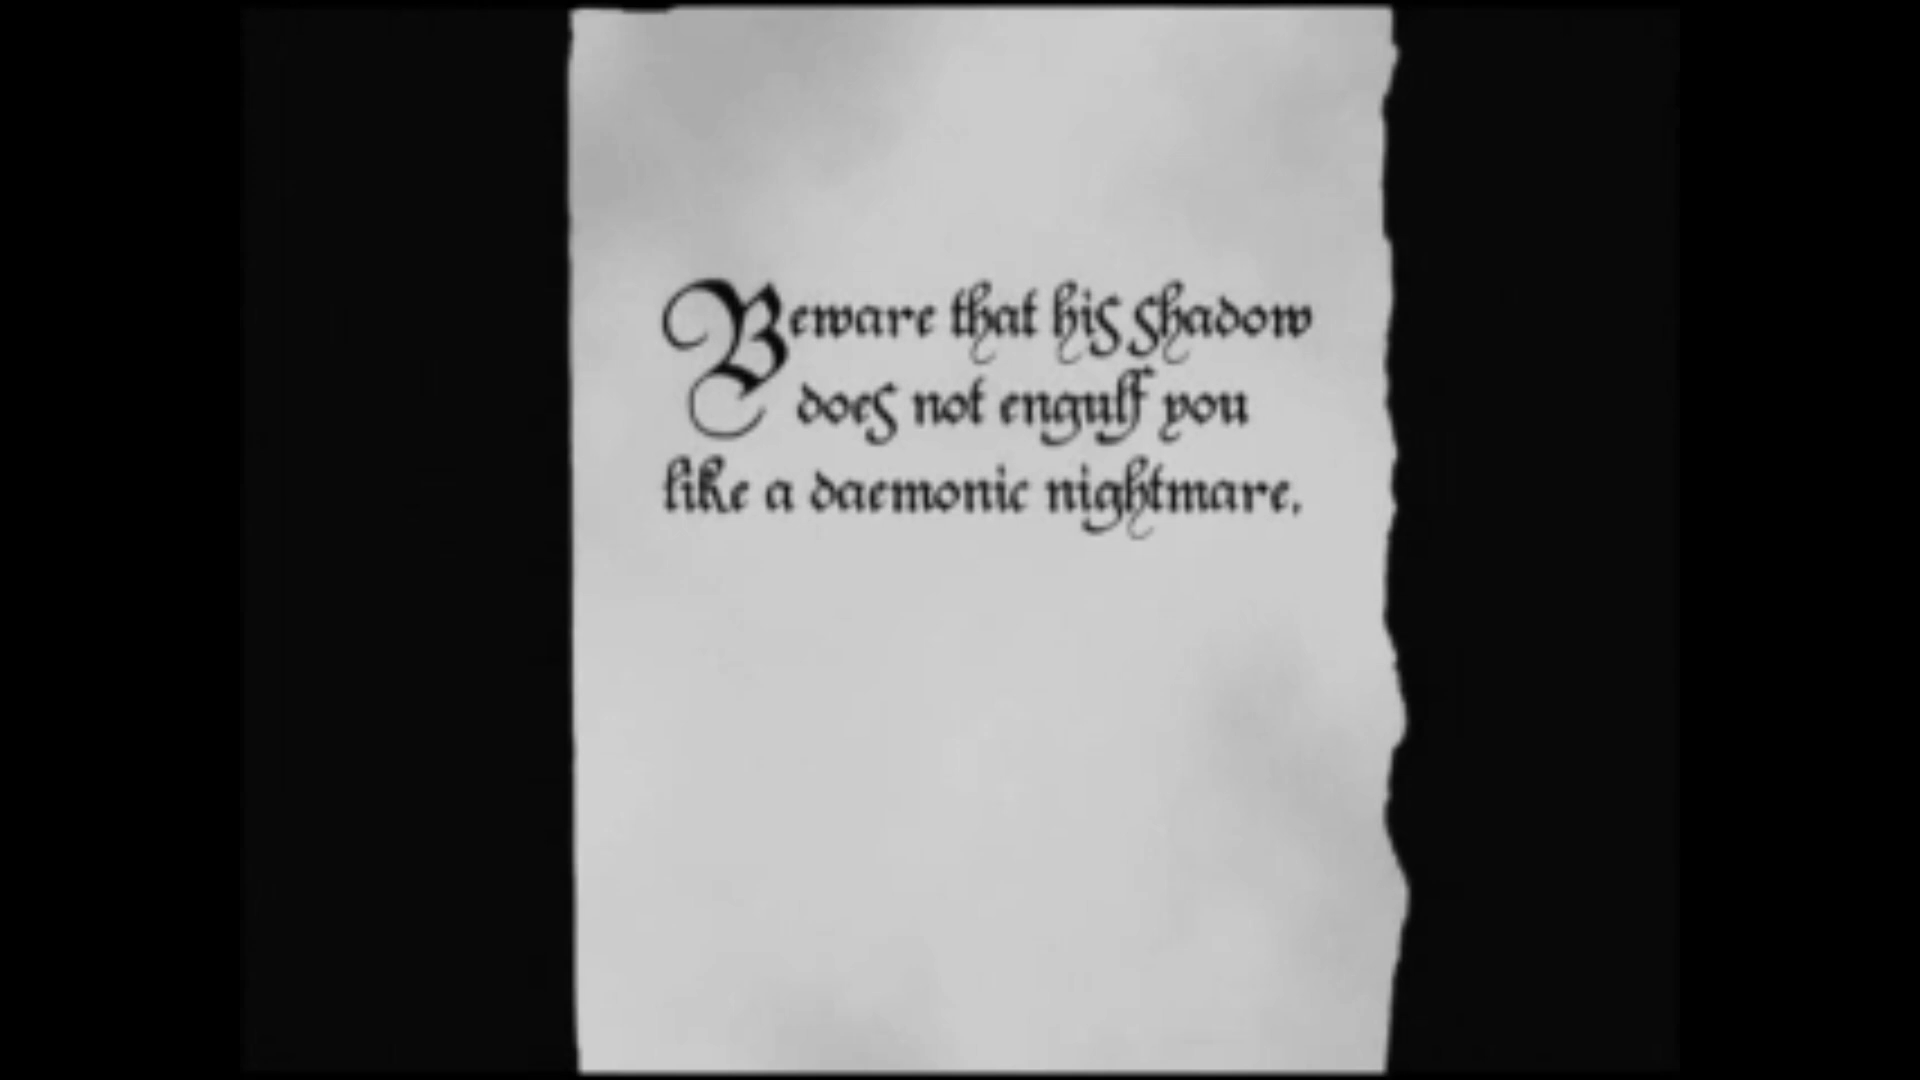 Beware that his shadow
does not engulf you
like a daemonic nightmare.